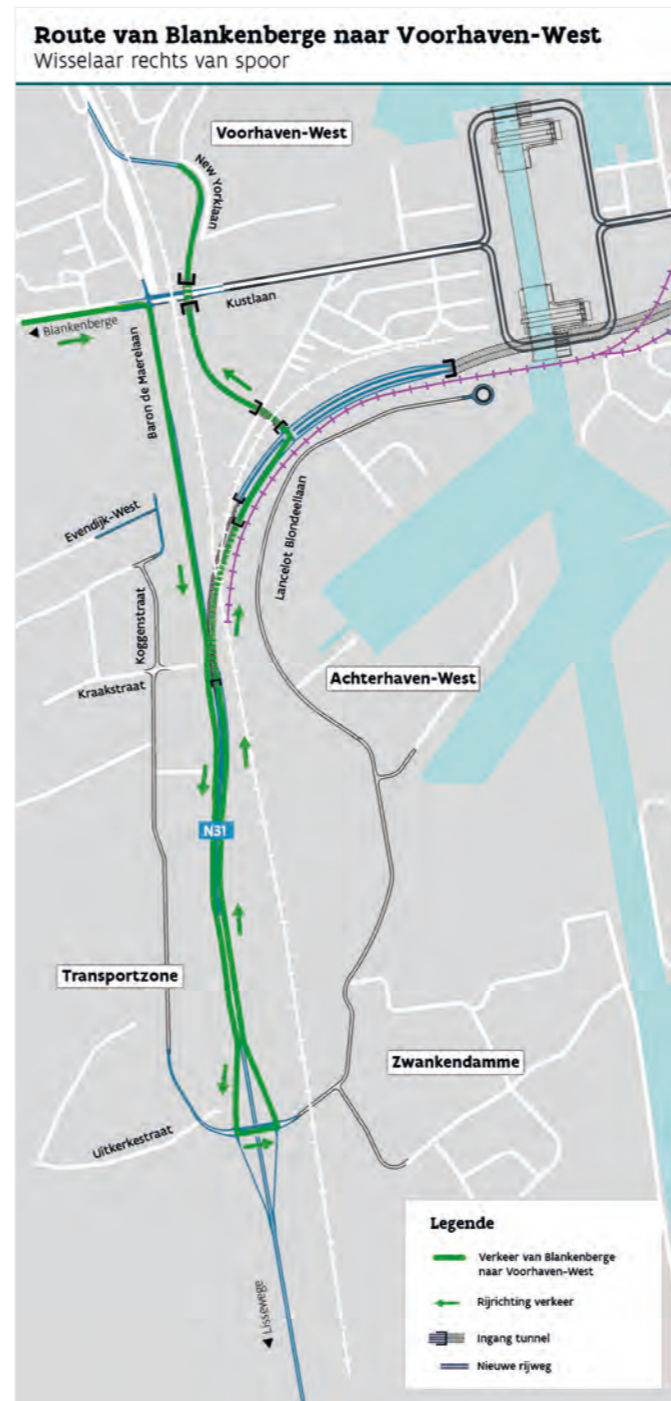 Route van Blankenberge naar Voorhaven-West
Wisselaar rechts van spoor
Voorhaven-West
New Yorklaan
Kustlaan
◄ Blankenberge
Baron de Maerelaan
Evendijk-West
Lancelot Blondeellaan
Koggenstraat
Achterhaven-West
Kraakstraat
N31
Transportzone
Zwankendamme
Uitkerkestraat
◄ Lissewege
Legende
Verkeer van Blankenberge
naar Voorhaven-West
Rijrichting verkeer
Ingang tunnel
Nieuwe rijweg